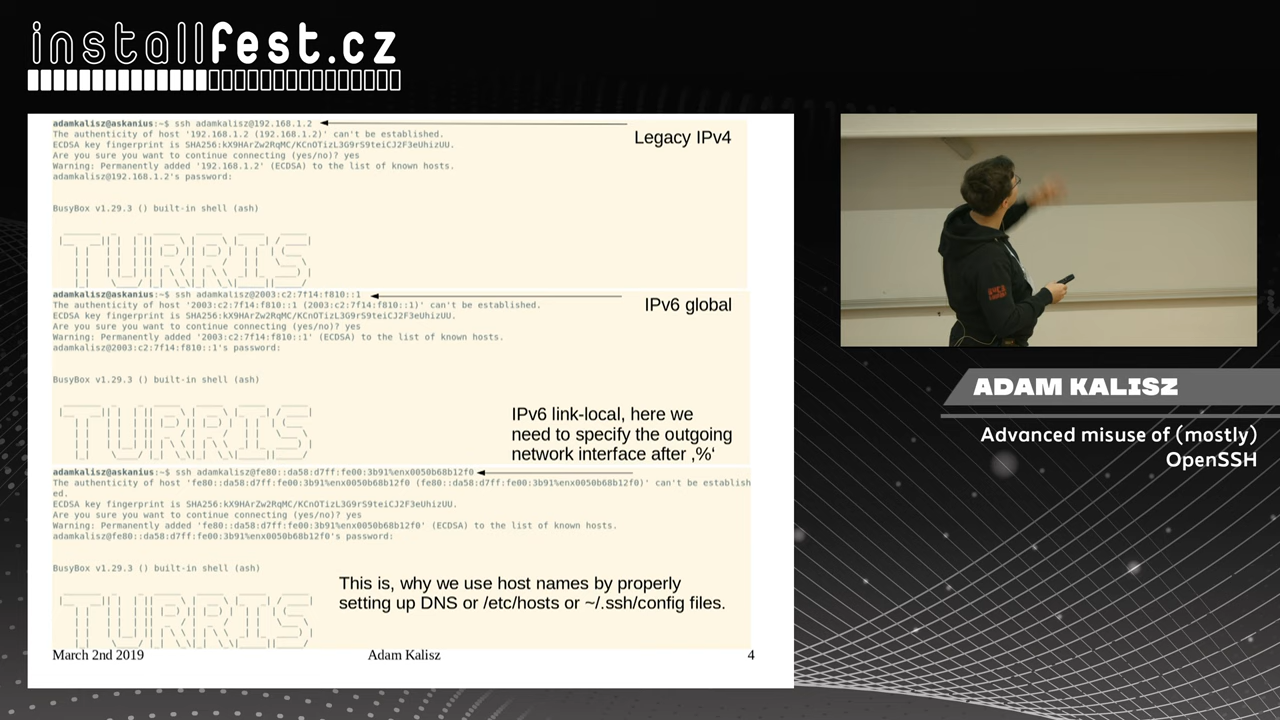 installfest.cz
adamkalisz@askanius:~$ ssh adamkalisz@192.168.1.2
Legacy IPv4
The authenticity of host '192.168.1.2 (192.168.1.2)' can't be established.
ECDSA key fingerprint is SHA256:kX9HArZw2RqMC/KCnOTizL3G9rS9teiCJ2F3eUhizUU.
Are you sure you want to continue connecting (yes/no)? yes
Warning: Permanently added '192.168.1.2' (ECDSA) to the list of known hosts.
adamkalisz@192.168.1.2's password:
BusyBox v1.29.3 () built-in shell (ash)
TURRIS
adamkalisz@askanius:~$ ssh adamkalisz@2003:c2:7f14:f810::1
IPv6 global
The authenticity of host '2003:c2:7f14:f810::1 (2003:c2:7f14:f810::1)' can't be established.
ECDSA key fingerprint is SHA256:kX9HArZw2RqMC/KCnOTizL3G9rS9teiCJ2F3eUhizUU.
Are you sure you want to continue connecting (yes/no)? yes
Warning: Permanently added '2003:c2:7f14:f810::1' (ECDSA) to the list of known hosts.
adamkalisz@2003:c2:7f14:f810::1's password:
BusyBox v1.29.3 () built-in shell (ash)
TURRIS
IPv6 link-local, here we
need to specify the outgoing
network interface after ‚%‘
adamkalisz@askanius:~$ ssh adamkalisz@fe80::da58:d7ff:fe00:3b91%enx0050b68b12f0
The authenticity of host 'fe80::da58:d7ff:fe00:3b91%enx0050b68b12f0 (fe80::da58:d7ff:fe00:3b91%enx0050b68b12f0)' can't be establish
ed.
ECDSA key fingerprint is SHA256:kX9HArZw2RqMC/KCnOTizL3G9rS9teiCJ2F3eUhizUU.
Are you sure you want to continue connecting (yes/no)? yes
Warning: Permanently added 'fe80::da58:d7ff:fe00:3b91%enx0050b68b12f0' (ECDSA) to the list of known hosts.
adamkalisz@fe80::da58:d7ff:fe00:3b91%enx0050b68b12f0's password:
BusyBox v1.29.3 () built-in shell (ash)
TURRIS
This is, why we use host names by properly
setting up DNS or /etc/hosts or ~/.ssh/config files.
March 2nd 2019
Adam Kalisz
4
ADAM KALISZ
Advanced misuse of (mostly)
OpenSSH